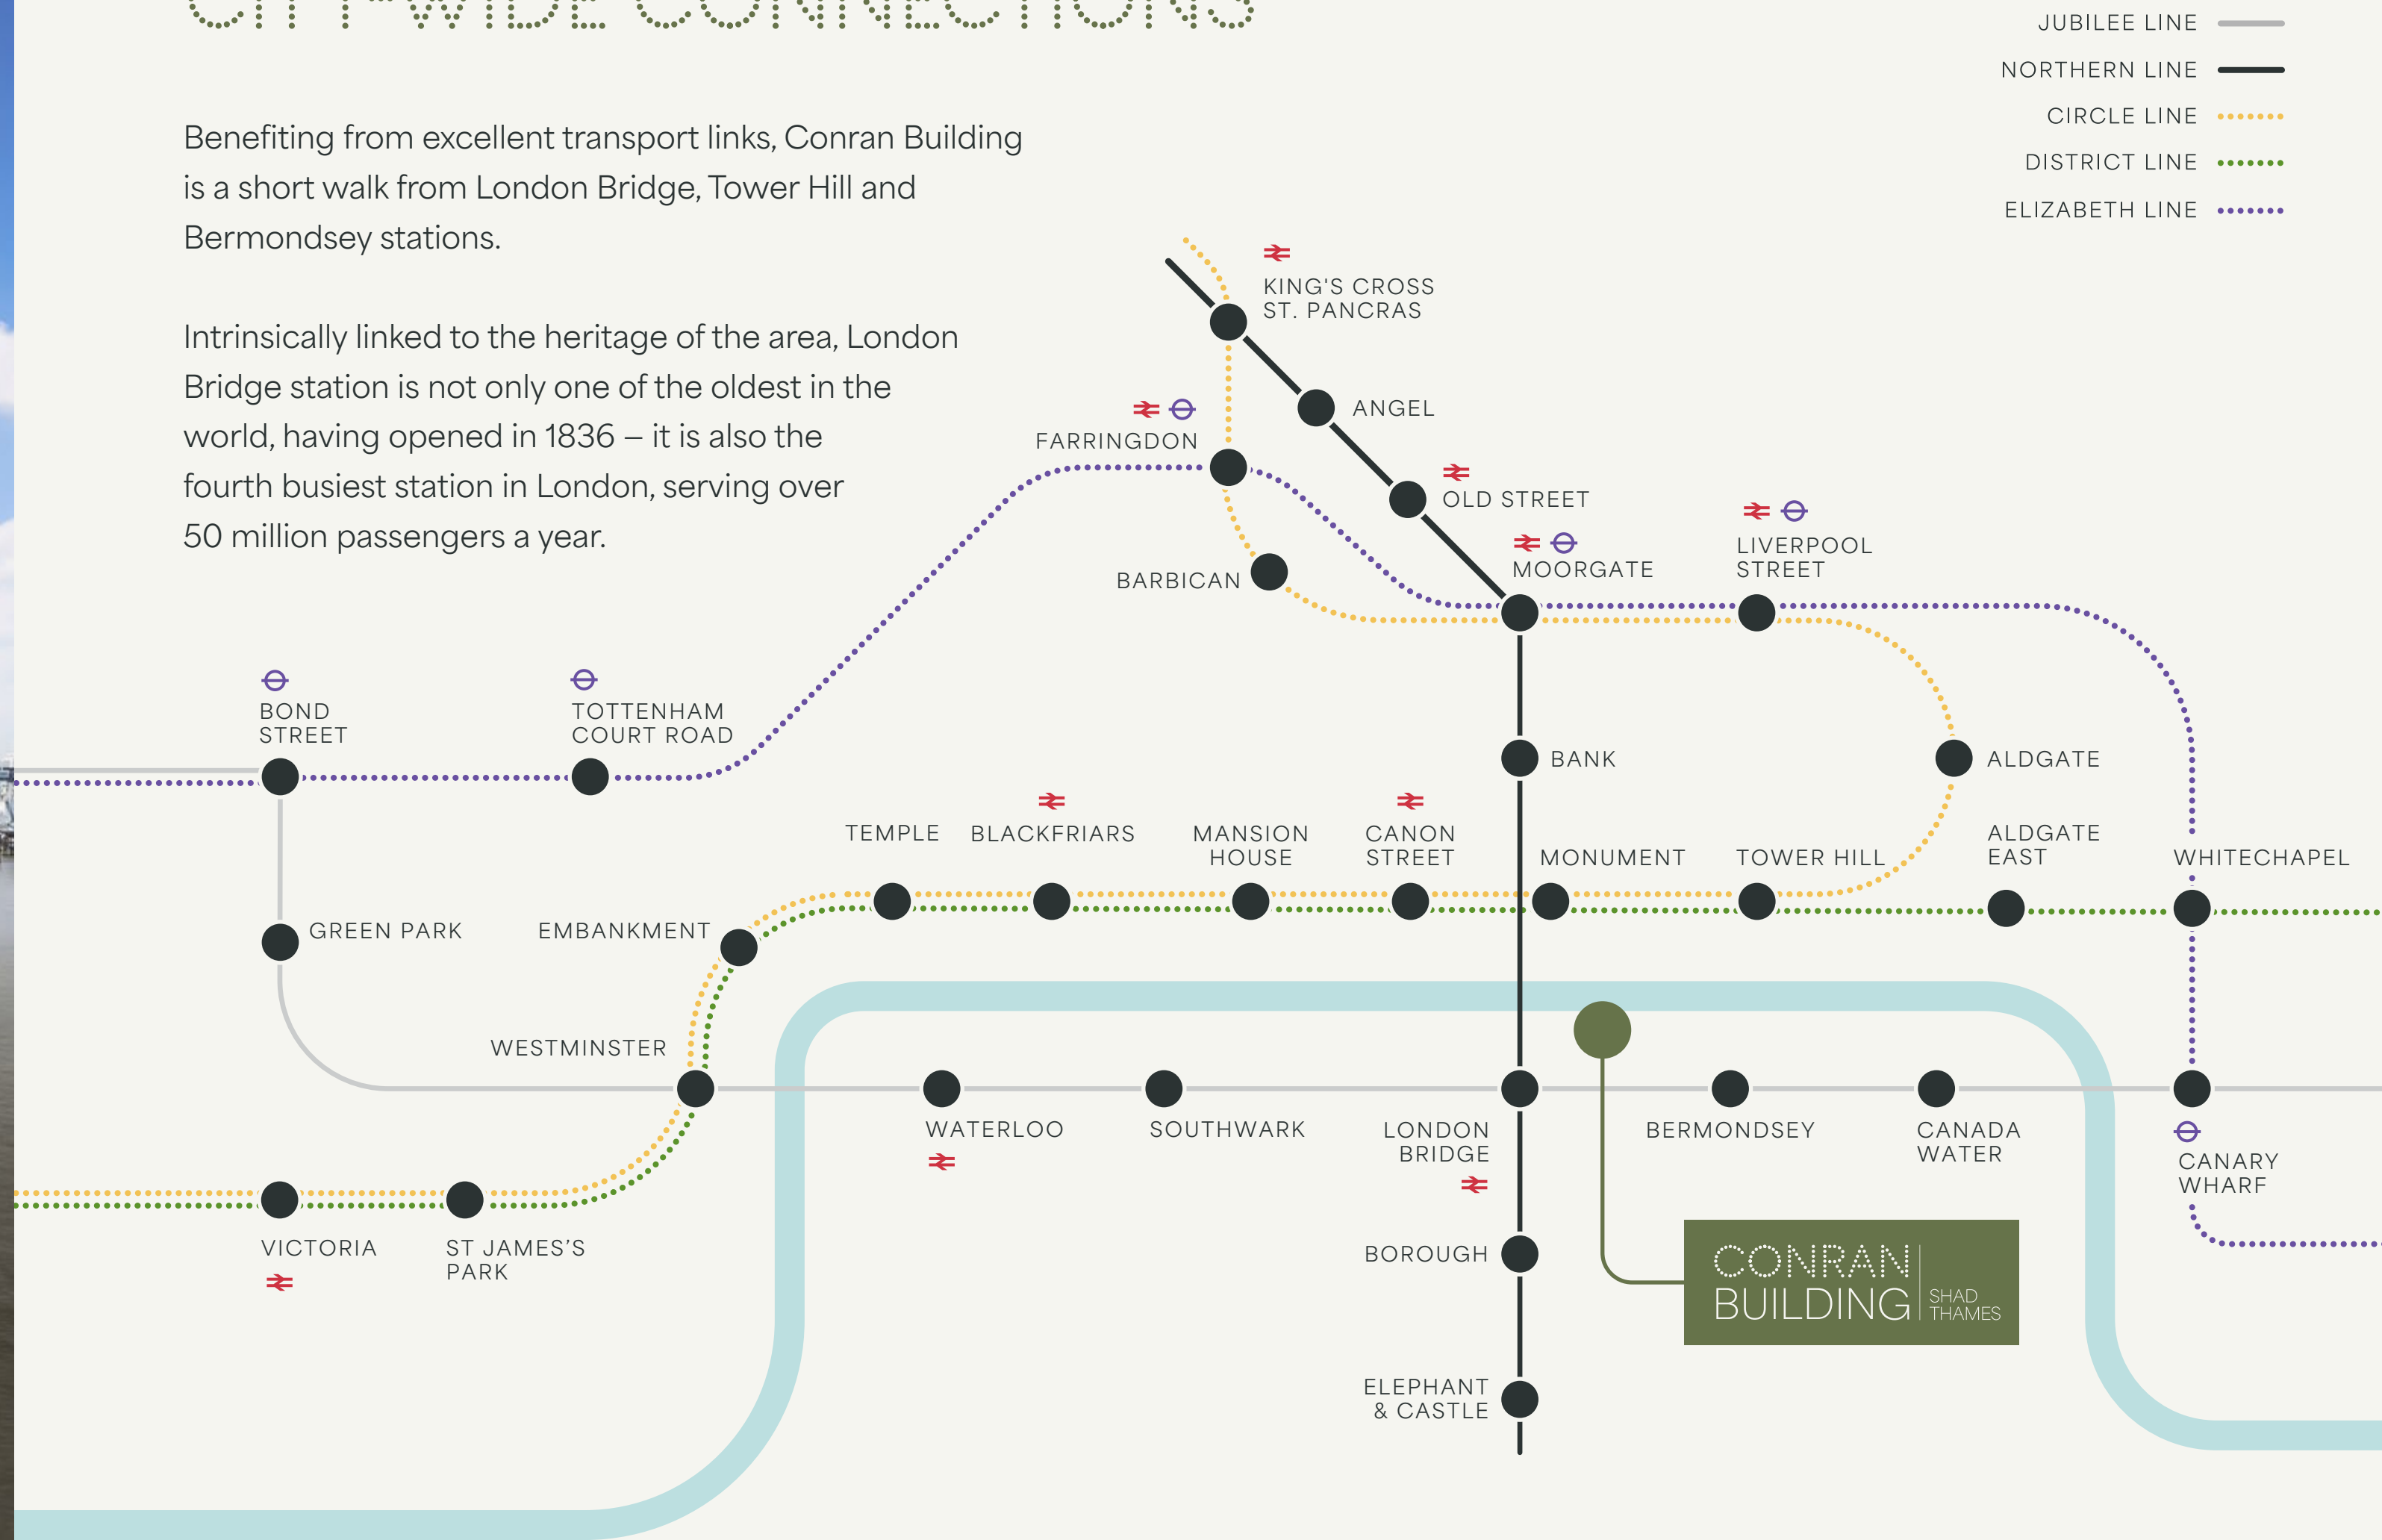 CITY-WIDE CONNECTIONS
JUBILEE LINE
NORTHERN LINE
CIRCLE LINE
DISTRICT LINE
ELIZABETH LINE
Benefiting from excellent transport links, Conran Building
is a short walk from London Bridge, Tower Hill and
Bermondsey stations.
Intrinsically linked to the heritage of the area, London
Bridge station is not only one of the oldest in the
world, having opened in 1836 – it is also the
fourth busiest station in London, serving over
50 million passengers a year.
KING'S CROSS
ST. PANCRAS
ANGEL
FARRINGDON
OLD STREET
BARBICAN
MOORGATE
LIVERPOOL
STREET
BOND
STREET
TOTTENHAM
COURT ROAD
BANK
ALDGATE
TEMPLE
BLACKFRIARS
MANSION
HOUSE
CANON
STREET
MONUMENT
TOWER HILL
ALDGATE
EAST
WHITECHAPEL
GREEN PARK
EMBANKMENT
WESTMINSTER
WATERLOO
SOUTHWARK
LONDON
BRIDGE
BERMONDSEY
CANADA
WATER
CANARY
WHARF
VICTORIA
ST JAMES’S
PARK
BOROUGH
CONRAN
BUILDING
SHAD
THAMES
ELEPHANT
& CASTLE